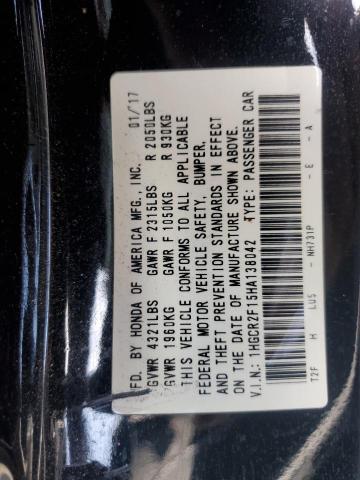 MFD. BY HONDA OF AMERICA MFG., INC. 01/17
GVWR 4321LBS GAWR F 2315LBS R 2050LBS
GVWR 1960KG GAWR F 1050KG R 930KG
THIS VEHICLE CONFORMS TO ALL APPLICABLE
FEDERAL MOTOR VEHICLE SAFETY, BUMPER,
AND THEFT PREVENTION STANDARDS IN EFFECT
ON THE DATE OF MANUFACTURE SHOWN ABOVE.
V.I.N.: 1HGCR2F15HA138042 TYPE: PASSENGER CAR
T2F H LUS - NH731P - E - A